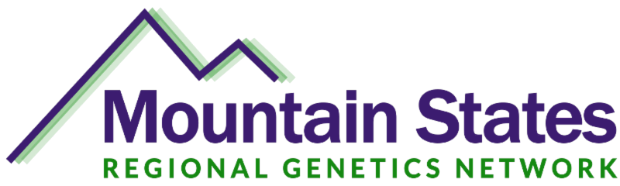 Mountain States
REGIONAL GENETICS NETWORK